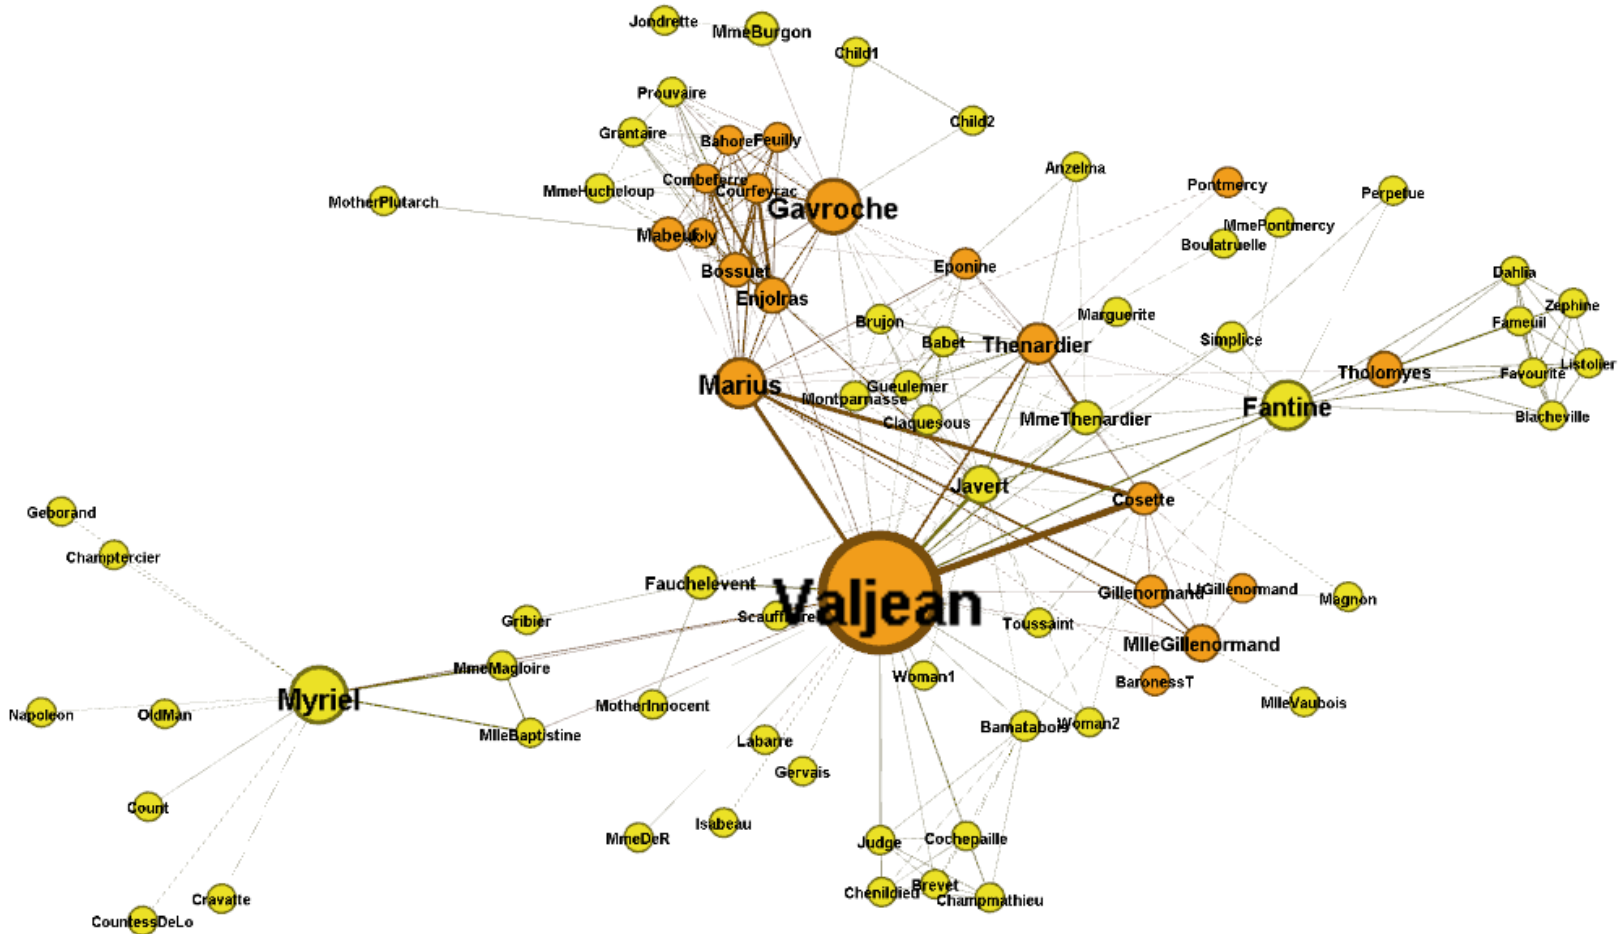 Jondrette
MmeBurgon
Child1
Prouvaire
Child2
Grantaire
Bahorel
Feuilly
Anzelma
Combeferre
Courfeyrac
MmeHucheloup
Pontmercy
Perpetue
MotherPlutarch
Gavroche
MmePontmercy
Mabeuf
Joly
Boulatruelle
Bossuet
Eponine
Dahlia
Enjolras
Zephine
Marguerite
Brujon
Fameuil
Babet
Thenardier
Simplice
Listolier
Tholomyes
Favourite
Marius
Gueulemer
Montparnasse
Fantine
Blacheville
Claquesous
MmeThenardier
Javert
Cosette
Geborand
Champtercier
Fauchelevent
Gillenormand
LtGillenormand
Magnon
Valjean
Scaufflaire
Gribier
Toussaint
MlleGillenormand
MmeMagloire
Woman1
BaronessT
Myriel
MotherInnocent
MlleVaubois
Napoleon
OldMan
Bamatabois
Woman2
MlleBaptistine
Labarre
Gervais
Count
Isabeau
MmeDeR
Judge
Cochepaille
Brevet
Chenildieu
Champmathieu
Cravatte
CountessDeLo